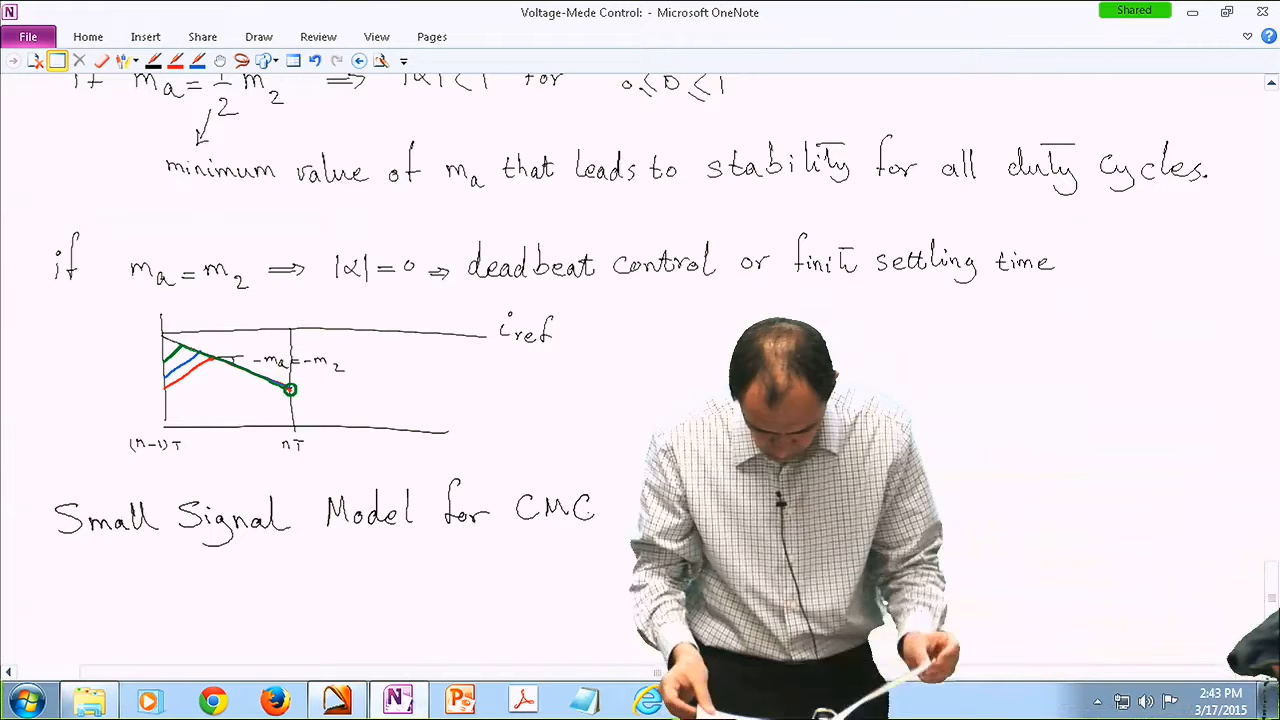 Voltage-Mede Control: - Microsoft OneNote
Shared
File Home Insert Share Draw Review View Pages
if ma = 1/2 m2 ⟹ |α| < 1 for 0 ≤ D ≤ 1
minimum value of ma that leads to stability for all duty cycles.
if ma = m2 ⟹ |α| = 0 ⇒ deadbeat control or finit settling time
iref
-ma = -m2
(n-1)T nT
Small Signal Model for CMC
2:43 PM
3/17/2015